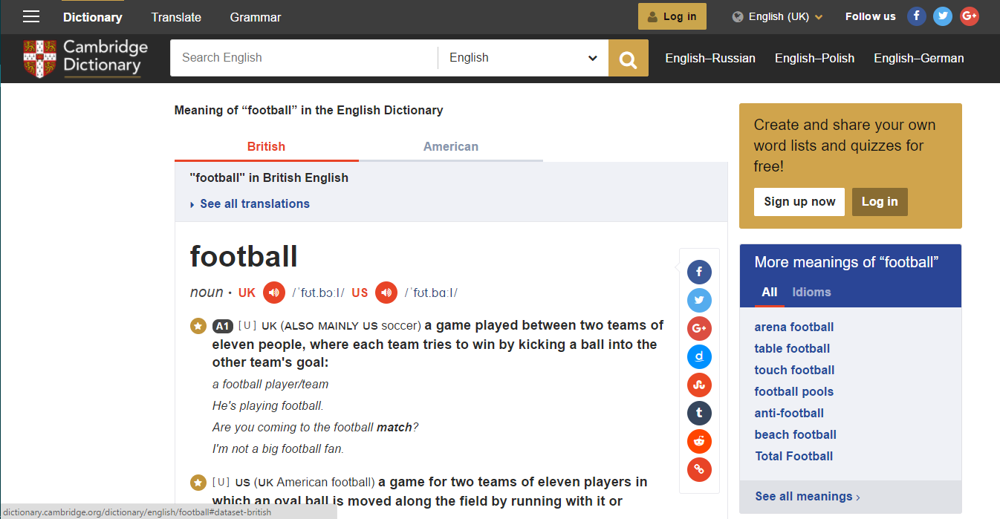 Dictionary Translate Grammar Log in English (UK) Follow us
Cambridge Dictionary
Search English English English–Russian English–Polish English–German
Meaning of “football” in the English Dictionary
British American
"football" in British English
See all translations
football
noun · UK /ˈfʊt.bɔːl/ US /ˈfʊt.bɑːl/
A1 [U] UK (ALSO MAINLY US soccer) a game played between two teams of
eleven people, where each team tries to win by kicking a ball into the
other team's goal:
a football player/team
He's playing football.
Are you coming to the football match?
I'm not a big football fan.
[U] US (UK American football) a game for two teams of eleven players in
which an oval ball is moved along the field by running with it or
Create and share your own
word lists and quizzes for
free!
Sign up now Log in
More meanings of “football”
All Idioms
arena football
table football
touch football
football pools
anti-football
beach football
Total Football
See all meanings ›
dictionary.cambridge.org/dictionary/english/football#dataset-british